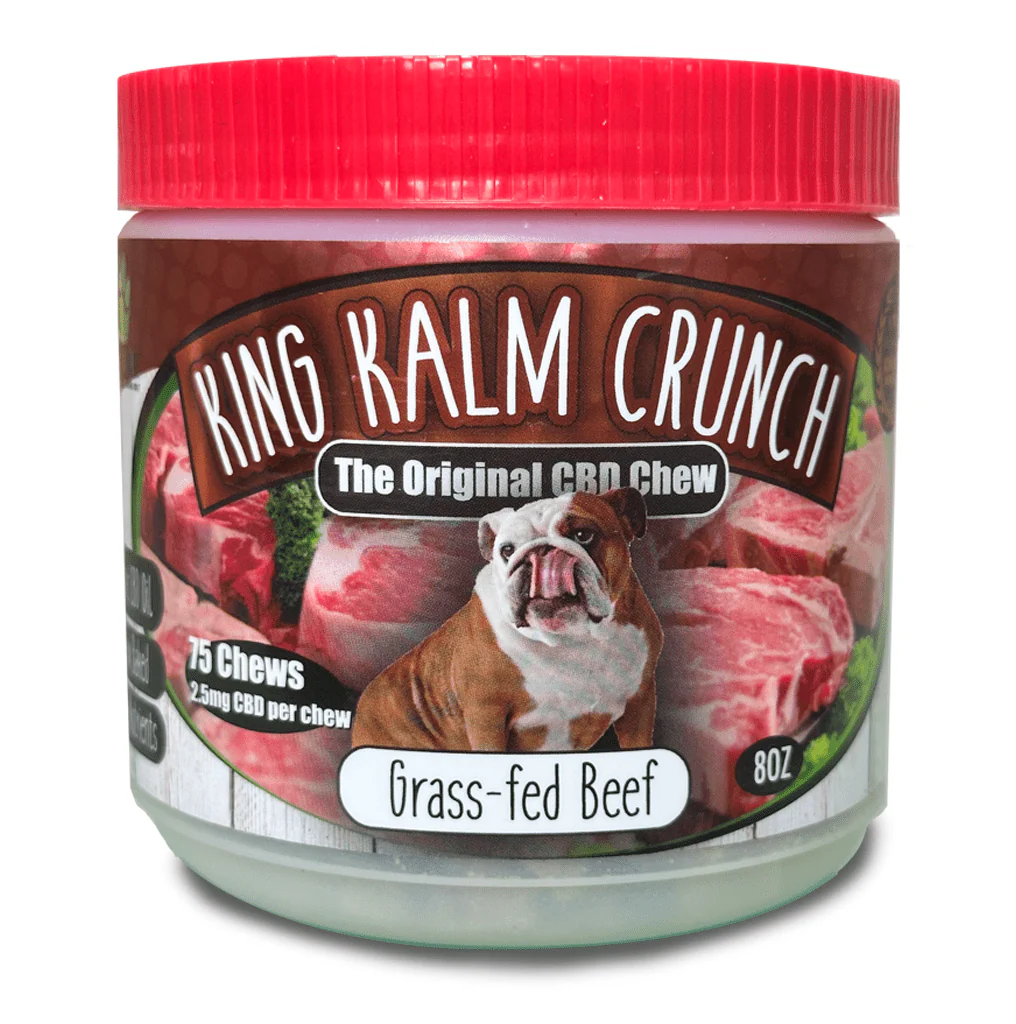 KING KALM CRUNCH
The Original CBD Chew
75 Chews
2.5mg CBD per chew
Grass-fed Beef
8OZ